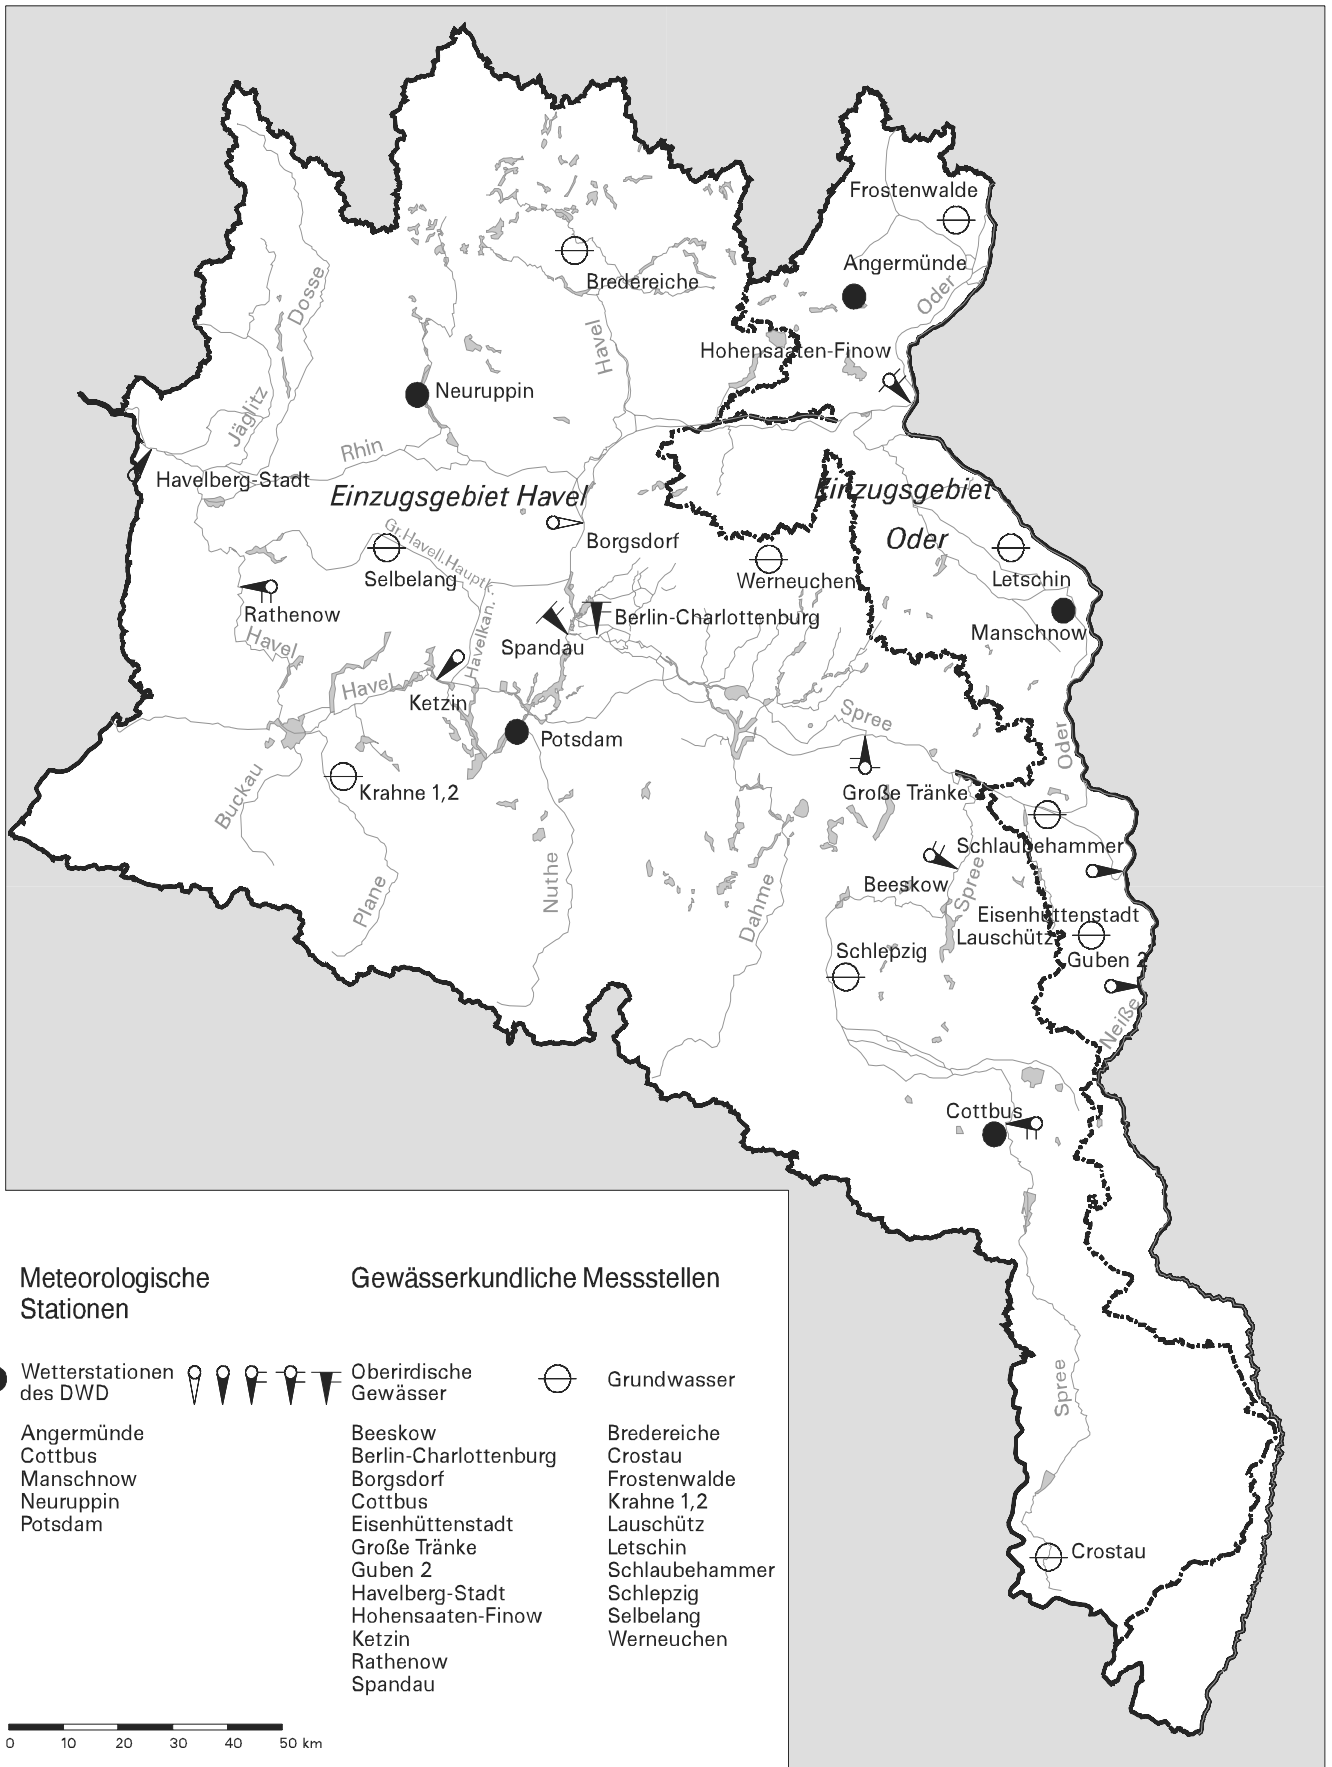 Frostenwalde
Angermünde
Bredereiche
Oder
Dosse
Havel
Hohensaaten-Finow
Neuruppin
Jäglitz
Rhin
Havelberg-Stadt
Einzugsgebiet Havel
Einzugsgebiet
Oder
Gr.Havell.Hauptk.
Borgsdorf
Selbelang
Werneuchen
Letschin
Rathenow
Havelkan.
Berlin-Charlottenburg
Manschnow
Havel
Spandau
Havel
Ketzin
Spree
Oder
Potsdam
Buckau
Krahne 1,2
Große Tränke
Schlaubehammer
Plane
Nuthe
Dahme
Beeskow
Spree
Eisenhüttenstadt
Lauschütz
Schlepzig
Guben 2
Neiße
Cottbus
Spree
Crostau
Meteorologische
Stationen
Wetterstationen
des DWD
Angermünde
Cottbus
Manschnow
Neuruppin
Potsdam
Gewässerkundliche Messstellen
Oberirdische
Gewässer
Beeskow
Berlin-Charlottenburg
Borgsdorf
Cottbus
Eisenhüttenstadt
Große Tränke
Guben 2
Havelberg-Stadt
Hohensaaten-Finow
Ketzin
Rathenow
Spandau
Grundwasser
Bredereiche
Crostau
Frostenwalde
Krahne 1,2
Lauschütz
Letschin
Schlaubehammer
Schlepzig
Selbelang
Werneuchen
0 10 20 30 40 50 km